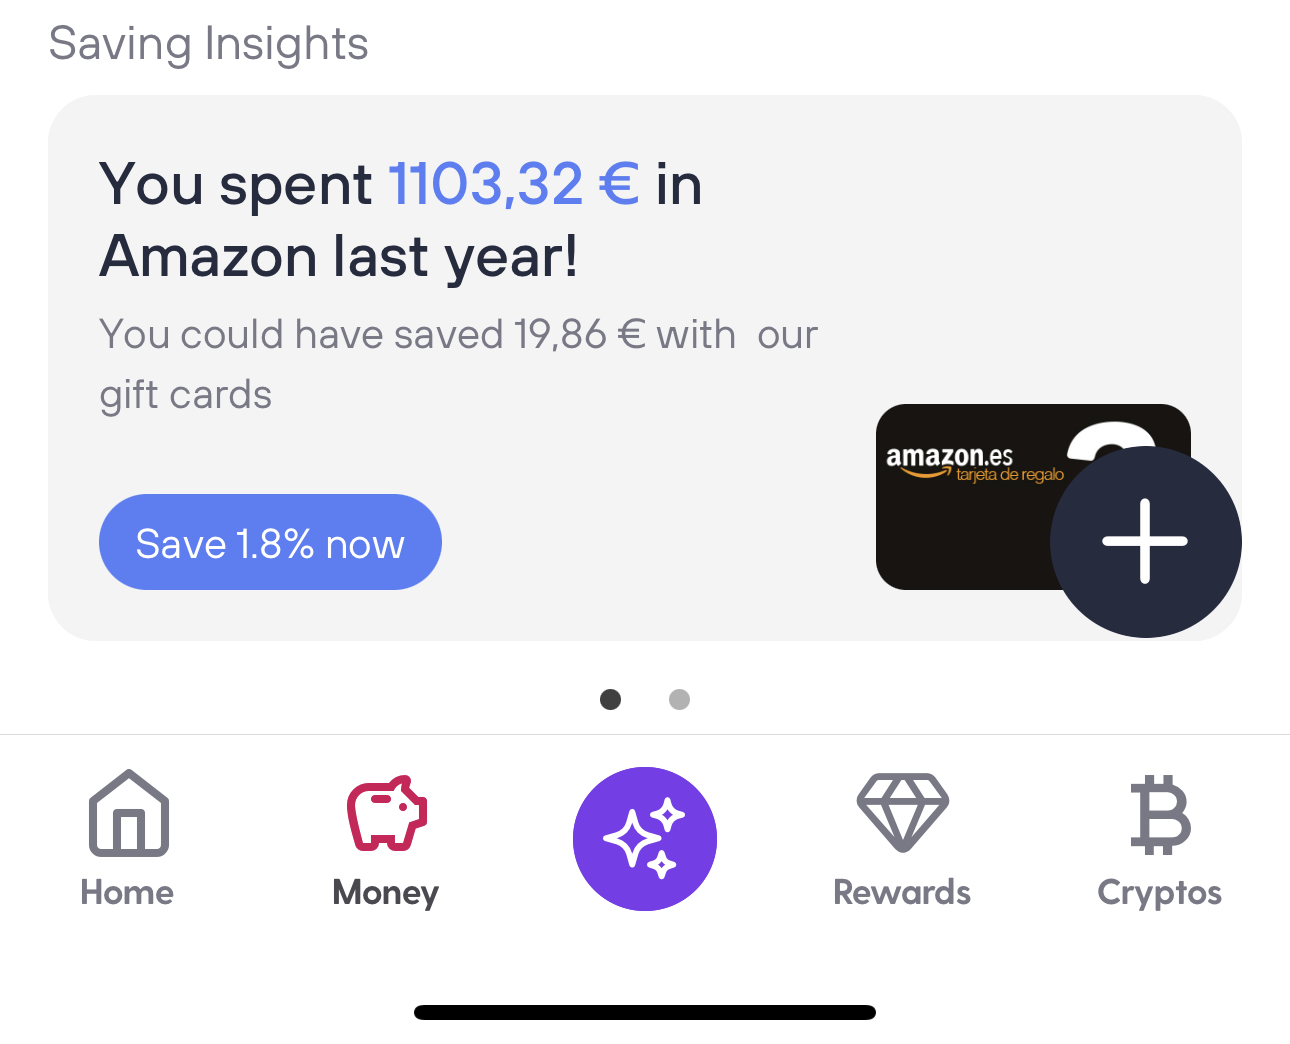 Saving Insights
You spent 1103,32 € in
Amazon last year!
You could have saved 19,86 € with  our
gift cards
amazon.es
tarjeta de regalo
Save 1.8% now
Home
Money
Rewards
Cryptos